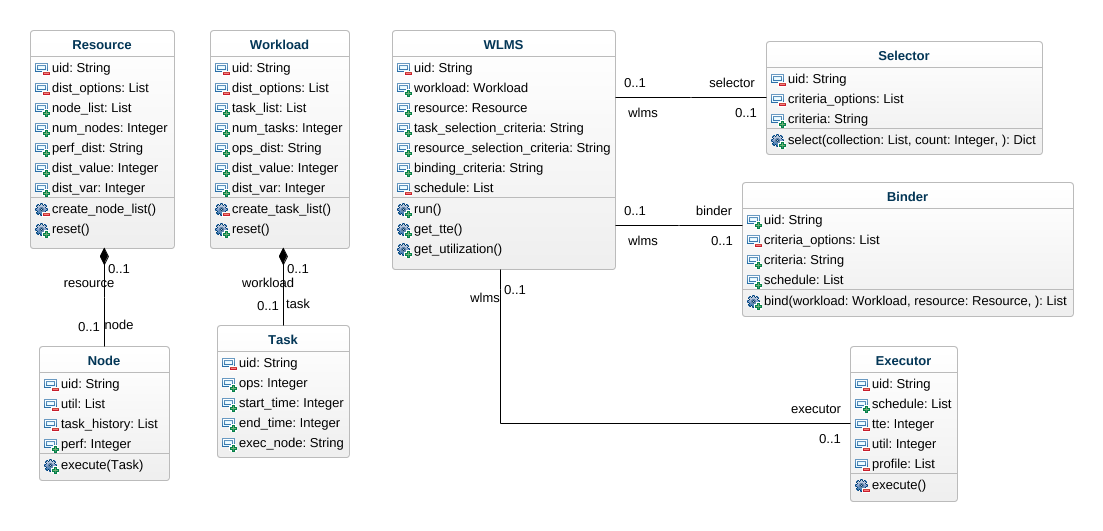 Resource
uid: String
dist_options: List
node_list: List
num_nodes: Integer
perf_dist: String
dist_value: Integer
dist_var: Integer
create_node_list()
reset()
0..1
resource
0..1
node
Node
uid: String
util: List
task_history: List
perf: Integer
execute(Task)
Workload
uid: String
dist_options: List
task_list: List
num_tasks: Integer
ops_dist: String
dist_value: Integer
dist_var: Integer
create_task_list()
reset()
0..1
workload
0..1
task
Task
uid: String
ops: Integer
start_time: Integer
end_time: Integer
exec_node: String
WLMS
uid: String
workload: Workload
resource: Resource
task_selection_criteria: String
resource_selection_criteria: String
binding_criteria: String
schedule: List
run()
get_tte()
get_utilization()
0..1
selector
wlms
0..1
Selector
uid: String
criteria_options: List
criteria: String
select(collection: List, count: Integer, ): Dict
0..1
binder
wlms
0..1
Binder
uid: String
criteria_options: List
criteria: String
schedule: List
bind(workload: Workload, resource: Resource, ): List
wlms
0..1
executor
0..1
Executor
uid: String
schedule: List
tte: Integer
util: Integer
profile: List
execute()